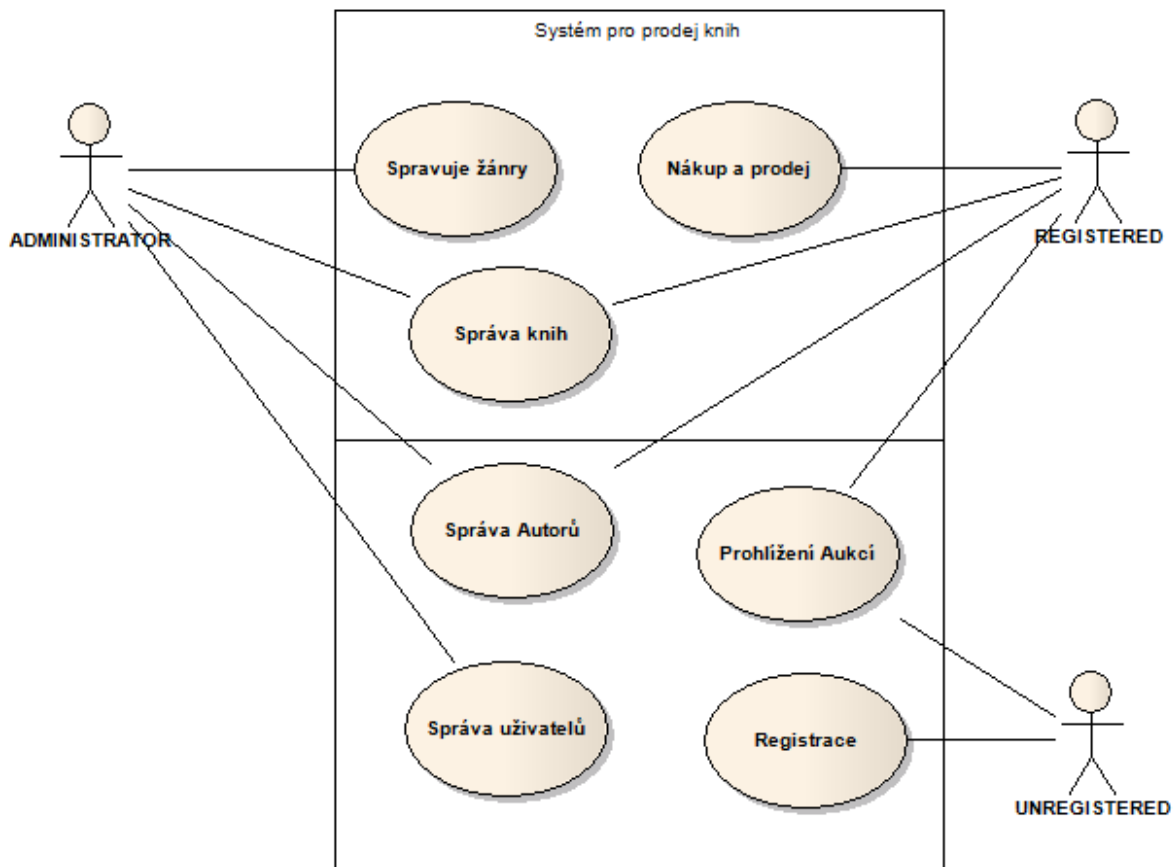 Systém pro prodej knih
Spravuje žánry
Nákup a prodej
ADMINISTRATOR
REGISTERED
Správa knih
Správa Autorů
Prohlížení Aukcí
Správa uživatelů
Registrace
UNREGISTERED